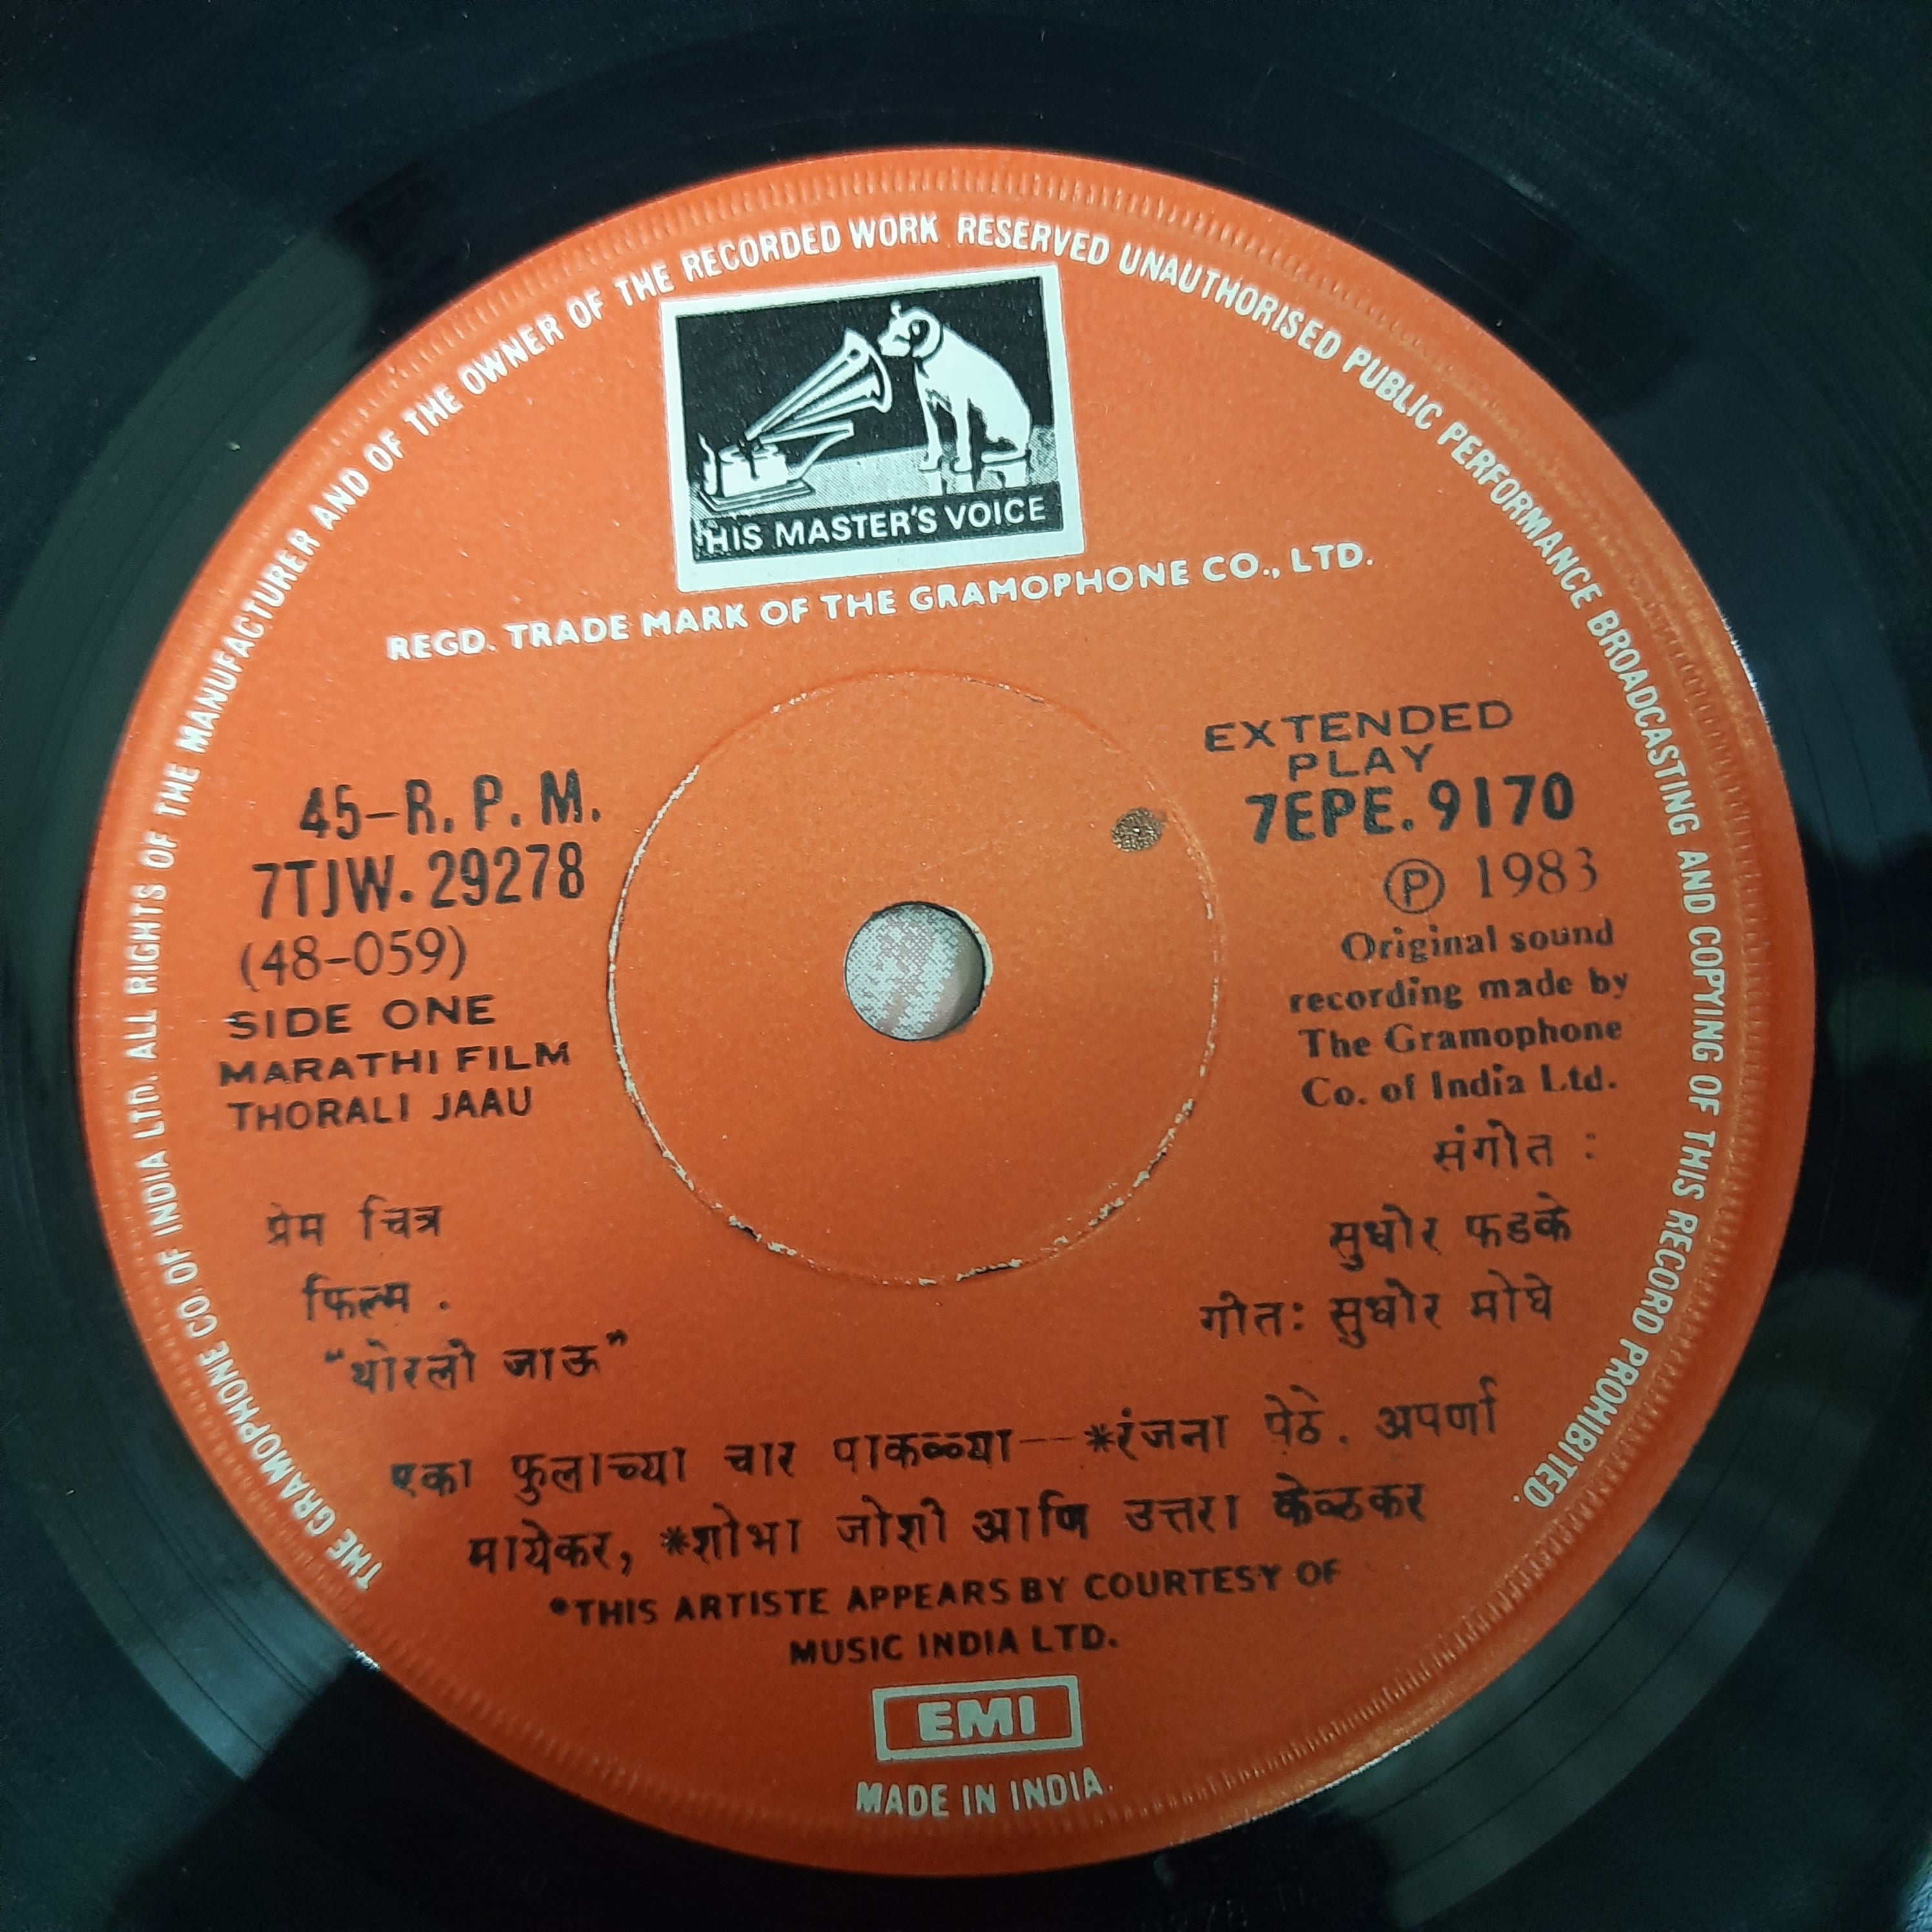 THE GRAMOPHONE CO. OF INDIA LTD. ALL RIGHTS OF THE MANUFACTURER AND OF THE OWNER OF THE RECORDED WORK RESERVED UNAUTHORISED PUBLIC PERFORMANCE BROADCASTING AND COPYING OF THIS RECORD PROHIBITED.
HIS MASTER'S VOICE
REGD. TRADE MARK OF THE GRAMOPHONE CO., LTD.
45-R.P.M.
7TJW.29278
(48-059)
SIDE ONE
MARATHI FILM
THORALI JAAU
EXTENDED
PLAY
7EPE.9170
Ⓟ 1983
Original sound
recording made by
The Gramophone
Co. of India Ltd.
प्रेम चित्र
फिल्म .
"थोरली जाऊ"
संगीत :
सुधीर फडके
गीत: सुधीर मोघे
एका फुलाच्या चार पाकळ्या--*रंजना पेठे. अपर्णा
मायेकर, *शोभा जोशी आणि उत्तरा केळकर
*THIS ARTISTE APPEARS BY COURTESY OF
MUSIC INDIA LTD.
EMI
MADE IN INDIA.